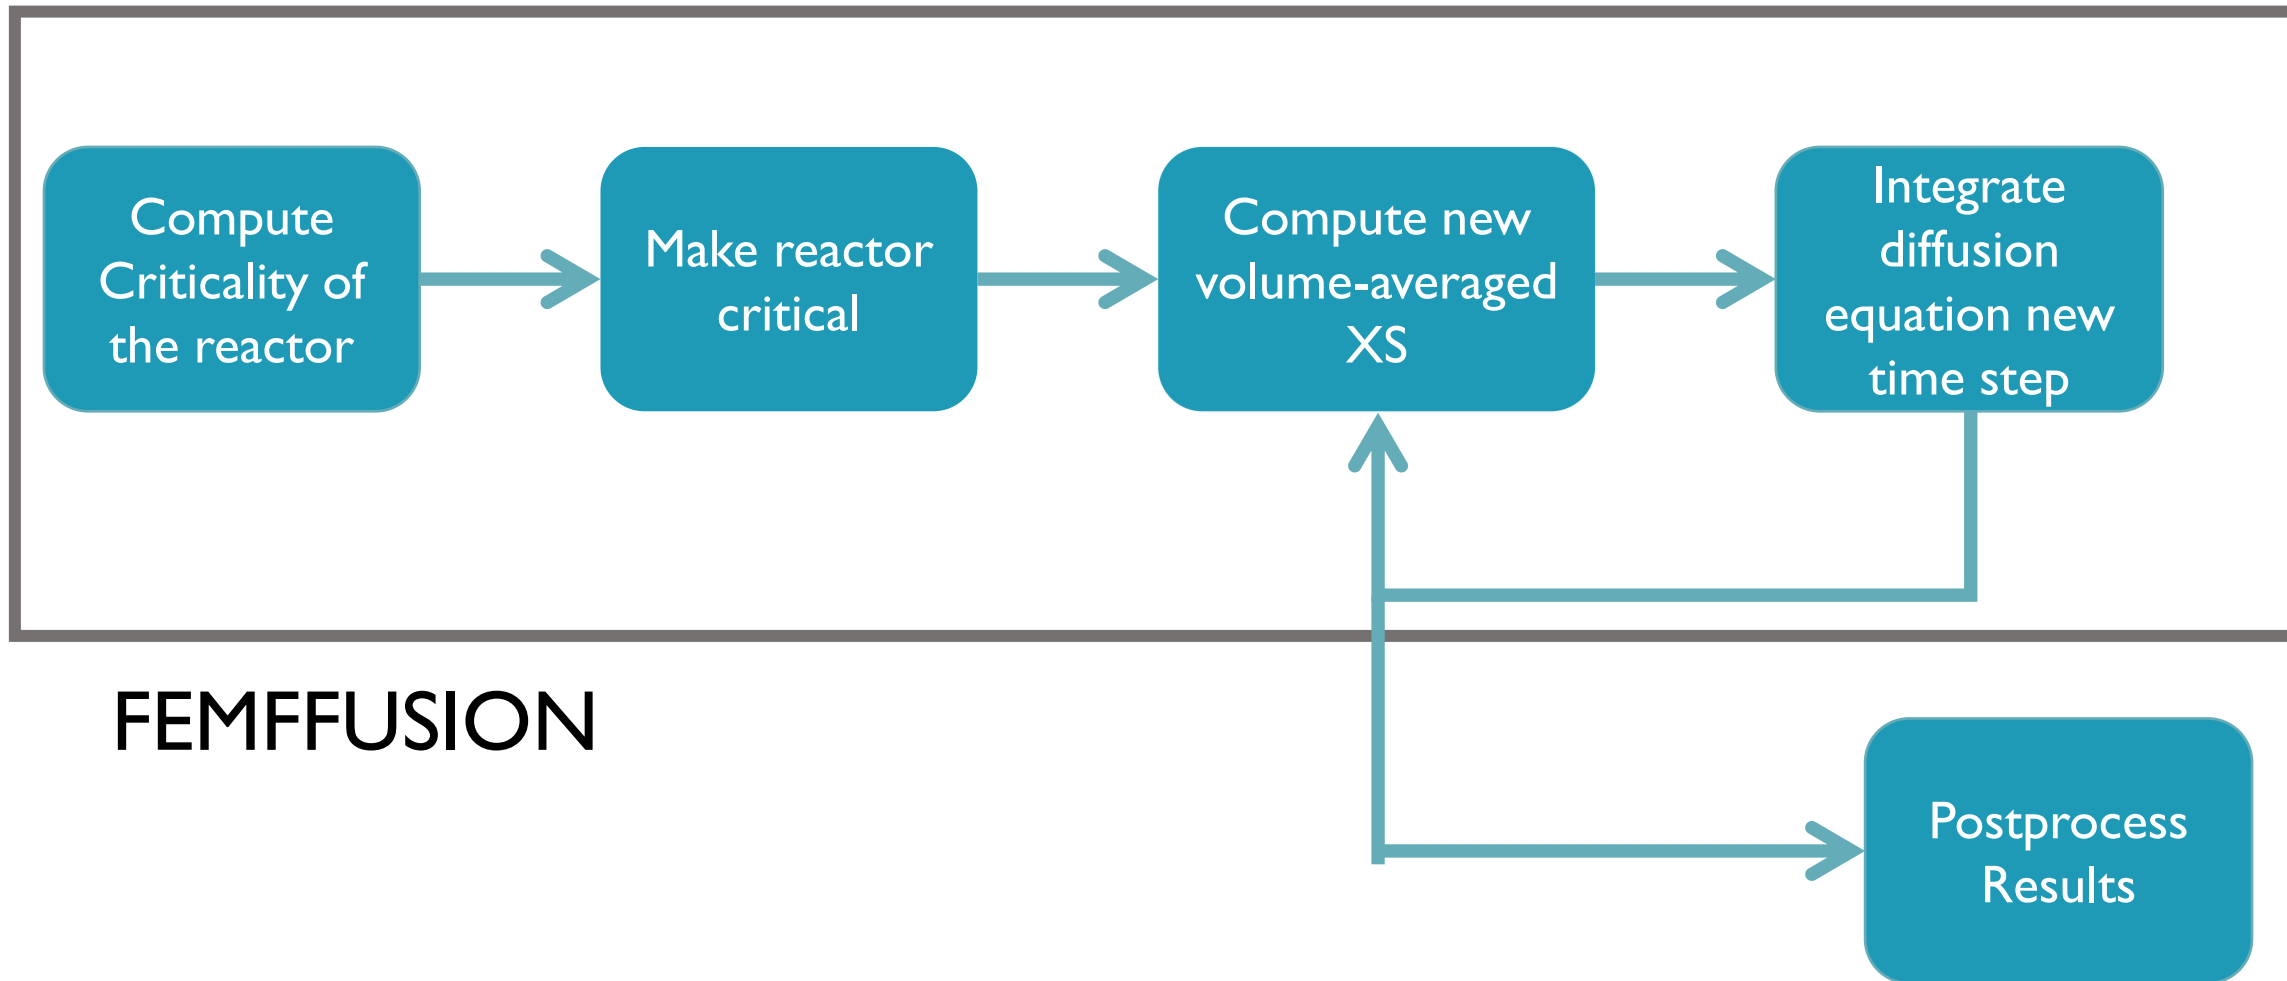 Compute
Criticality of
the reactor
Make reactor
critical
Compute new
volume-averaged
XS
Integrate
diffusion
equation new
time step
FEMFFUSION
Postprocess
Results